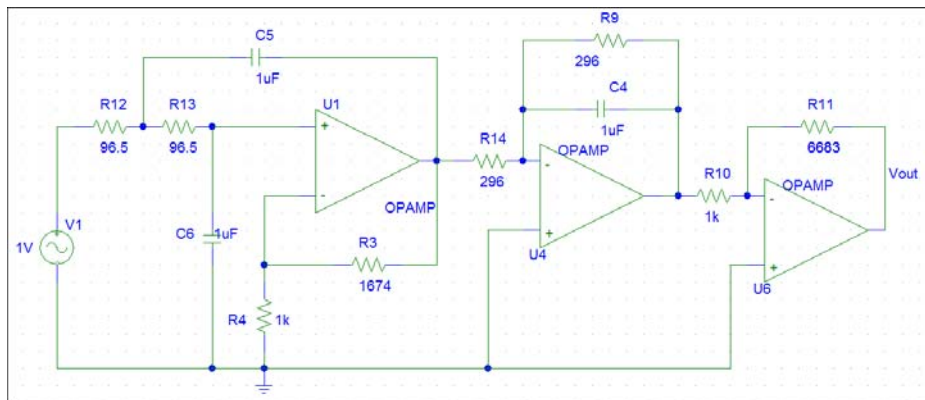 C5
1uF
R12
96.5
R13
96.5
U1
+
-
OPAMP
R9
296
C4
1uF
R14
296
OPAMP
-
+
U4
R10
1k
R11
6683
OPAMP
-
+
U6
Vout
V1
1V
+
-
C6
1uF
R3
1674
R4
1k